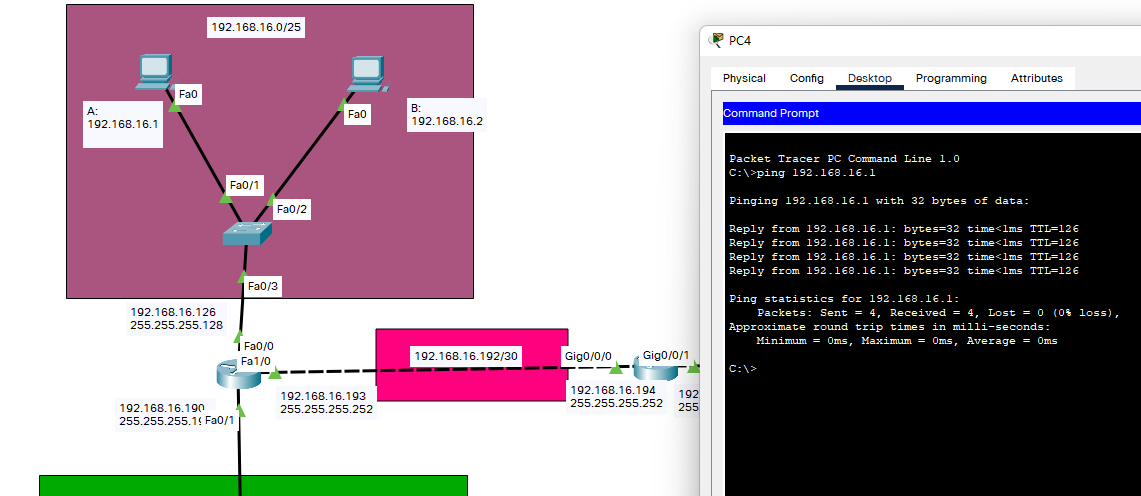 192.168.16.0/25
Fa0
A:
192.168.16.1
Fa0
B:
192.168.16.2
Fa0/1
Fa0/2
Fa0/3
192.168.16.126
255.255.255.128
Fa0/0
Fa1/0
192.168.16.192/30
Gig0/0/0
Gig0/0/1
192.168.16.193
255.255.255.252
192.168.16.194
255.255.255.252
192
255
192.168.16.190
255.255.255.19
Fa0/1
PC4
Physical Config Desktop Programming Attributes
Command Prompt
Packet Tracer PC Command Line 1.0
C:\>ping 192.168.16.1
Pinging 192.168.16.1 with 32 bytes of data:
Reply from 192.168.16.1: bytes=32 time<1ms TTL=126
Reply from 192.168.16.1: bytes=32 time<1ms TTL=126
Reply from 192.168.16.1: bytes=32 time<1ms TTL=126
Reply from 192.168.16.1: bytes=32 time<1ms TTL=126
Ping statistics for 192.168.16.1:
Packets: Sent = 4, Received = 4, Lost = 0 (0% loss),
Approximate round trip times in milli-seconds:
Minimum = 0ms, Maximum = 0ms, Average = 0ms
C:\>